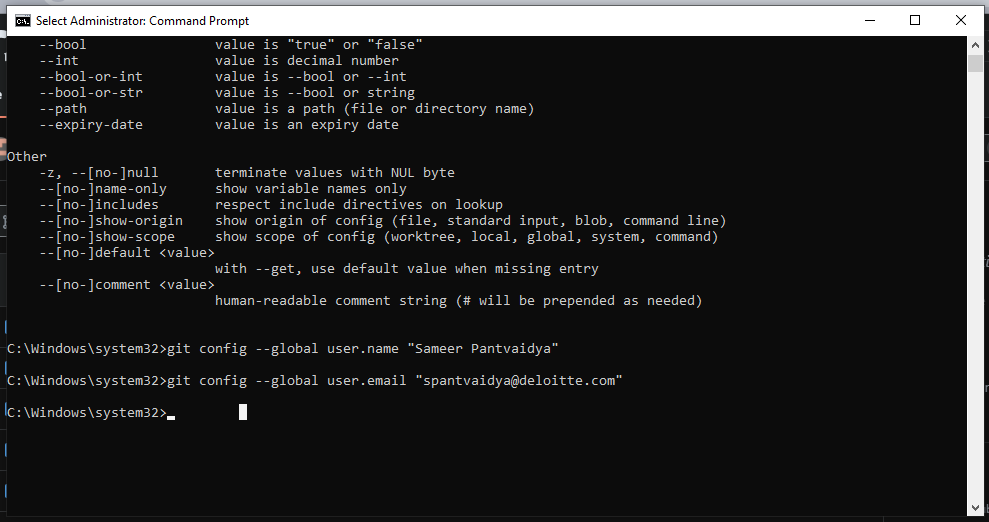 Select Administrator: Command Prompt
--bool value is "true" or "false"
--int value is decimal number
--bool-or-int value is --bool or --int
--bool-or-str value is --bool or string
--path value is a path (file or directory name)
--expiry-date value is an expiry date
Other
-z, --[no-]null terminate values with NUL byte
--[no-]name-only show variable names only
--[no-]includes respect include directives on lookup
--[no-]show-origin show origin of config (file, standard input, blob, command line)
--[no-]show-scope show scope of config (worktree, local, global, system, command)
--[no-]default <value>
with --get, use default value when missing entry
--[no-]comment <value>
human-readable comment string (# will be prepended as needed)
C:\Windows\system32>git config --global user.name "Sameer Pantvaidya"
C:\Windows\system32>git config --global user.email "spantvaidya@deloitte.com"
C:\Windows\system32>